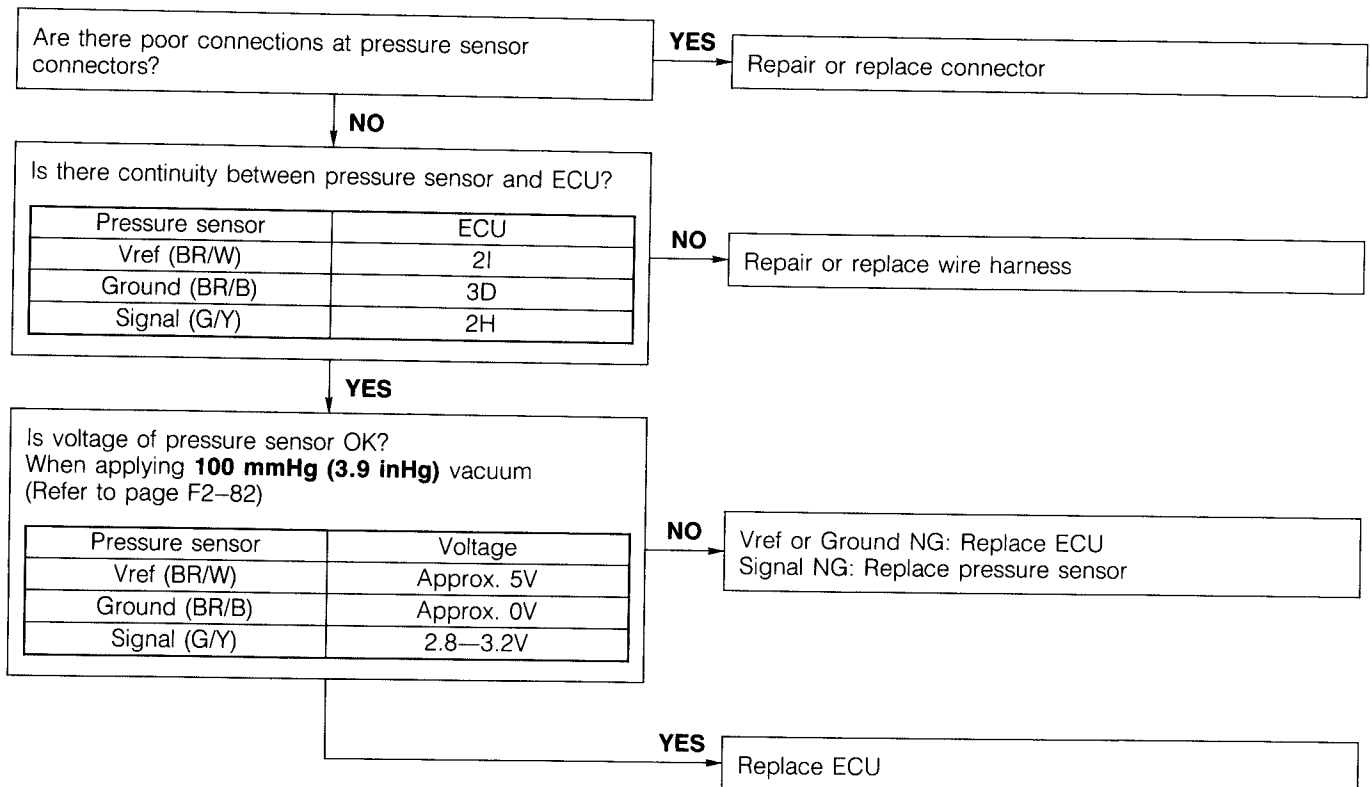 Are there poor connections at pressure sensor
connectors?
YES
Repair or replace connector
NO
Is there continuity between pressure sensor and ECU?
Pressure sensor ECU
Vref (BR/W) 2I
Ground (BR/B) 3D
Signal (G/Y) 2H
NO
Repair or replace wire harness
YES
Is voltage of pressure sensor OK?
When applying 100 mmHg (3.9 inHg) vacuum
(Refer to page F2–82)
Pressure sensor Voltage
Vref (BR/W) Approx. 5V
Ground (BR/B) Approx. 0V
Signal (G/Y) 2.8—3.2V
NO
Vref or Ground NG: Replace ECU
Signal NG: Replace pressure sensor
YES
Replace ECU